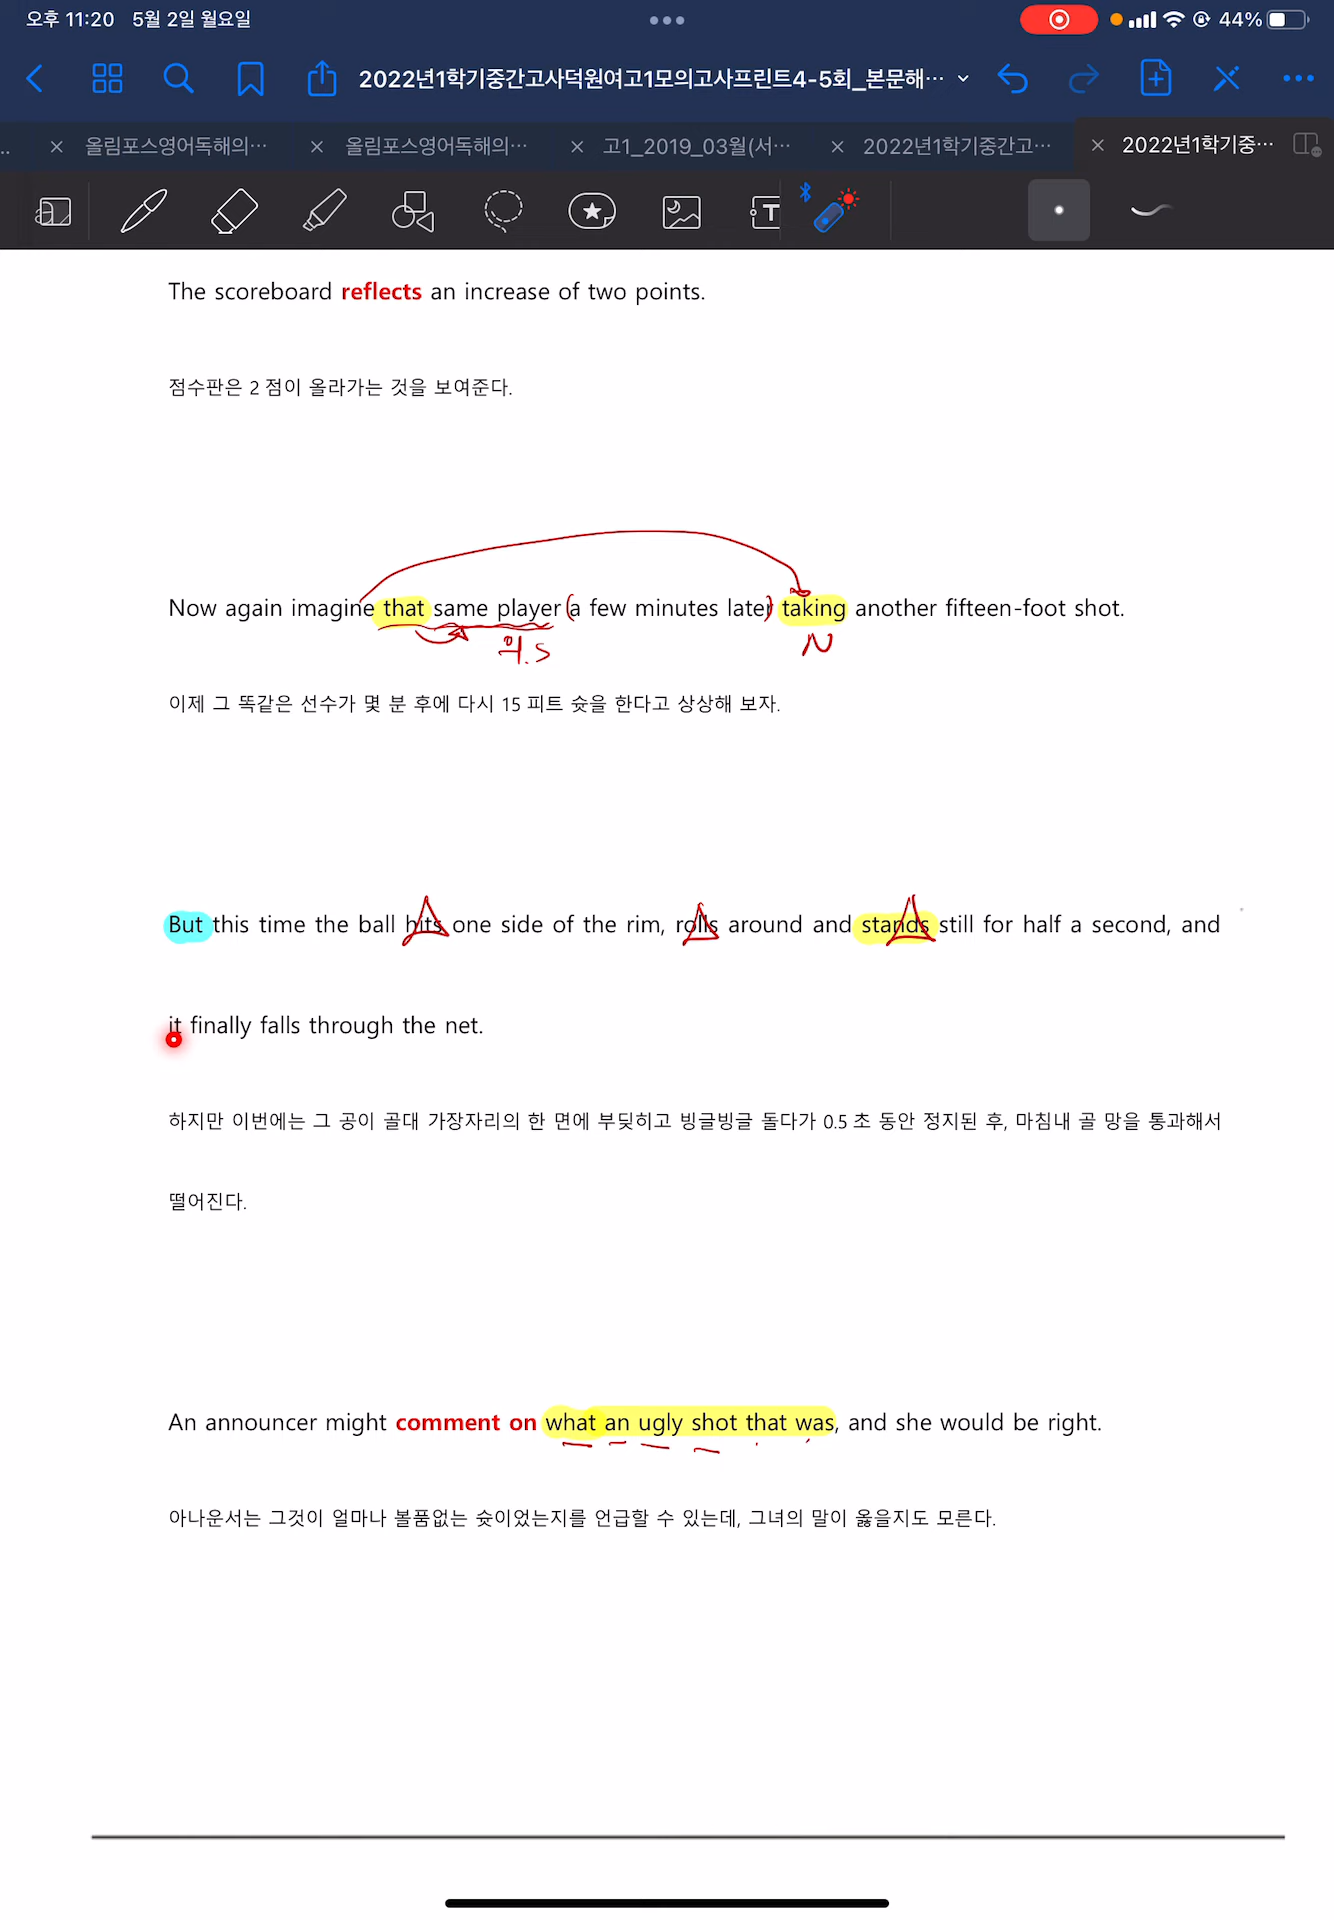 오후 11:20 5월 2일 월요일
44%
2022년1학기중간고사덕원여고1모의고사프린트4-5회_본문해…
올림포스영어독해의…
올림포스영어독해의…
고1_2019_03월(서…
2022년1학기중간고…
2022년1학기중…
The scoreboard reflects an increase of two points.
점수판은 2 점이 올라가는 것을 보여준다.
Now again imagine that same player (a few minutes later) taking another fifteen-foot shot.
의.S N
이제 그 똑같은 선수가 몇 분 후에 다시 15 피트 슛을 한다고 상상해 보자.
But this time the ball hits one side of the rim, rolls around and stands still for half a second, and
it finally falls through the net.
하지만 이번에는 그 공이 골대 가장자리의 한 면에 부딪히고 빙글빙글 돌다가 0.5 초 동안 정지된 후, 마침내 골 망을 통과해서
떨어진다.
An announcer might comment on what an ugly shot that was, and she would be right.
아나운서는 그것이 얼마나 볼품없는 슛이었는지를 언급할 수 있는데, 그녀의 말이 옳을지도 모른다.